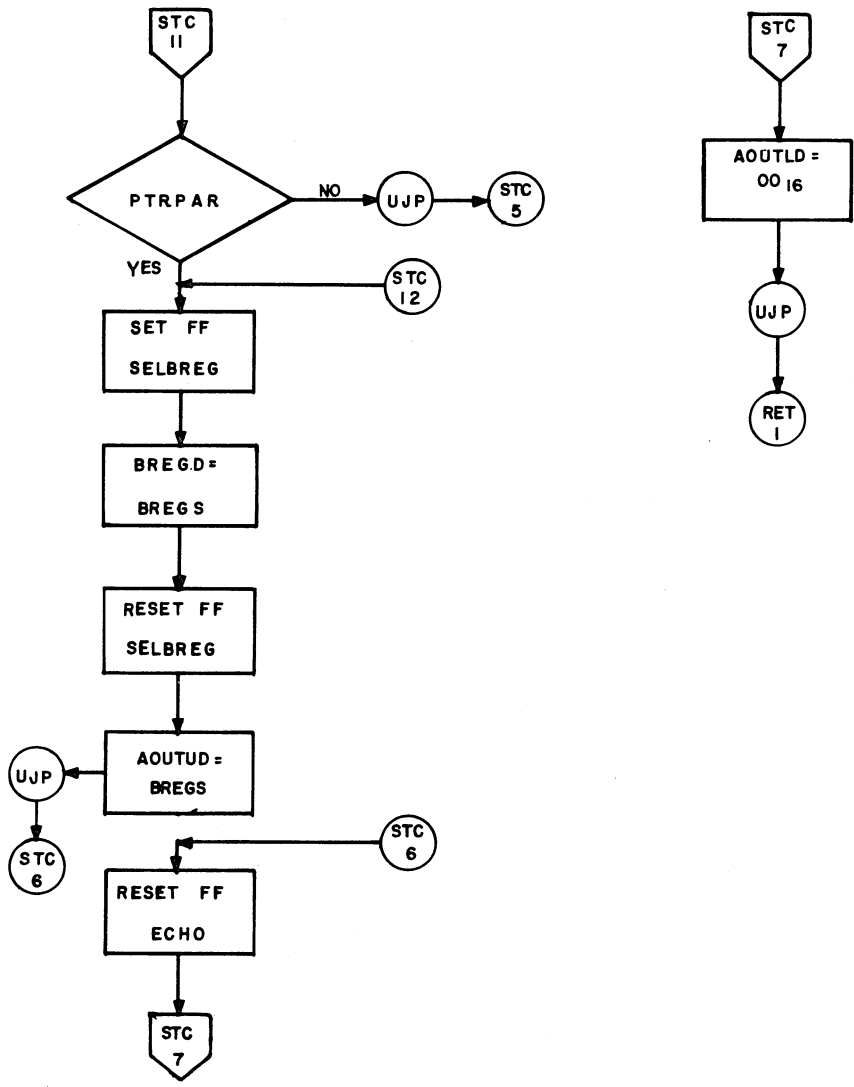 STC
11
PTRPAR
NO
UJP
STC
5
YES
STC
12
SET FF
SELBREG
BREG.D=
BREGS
RESET FF
SELBREG
AOUTUD=
BREGS
UJP
STC
6
STC
6
RESET FF
ECHO
STC
7
STC
7
AOUTLD=
00 16
UJP
RET
1